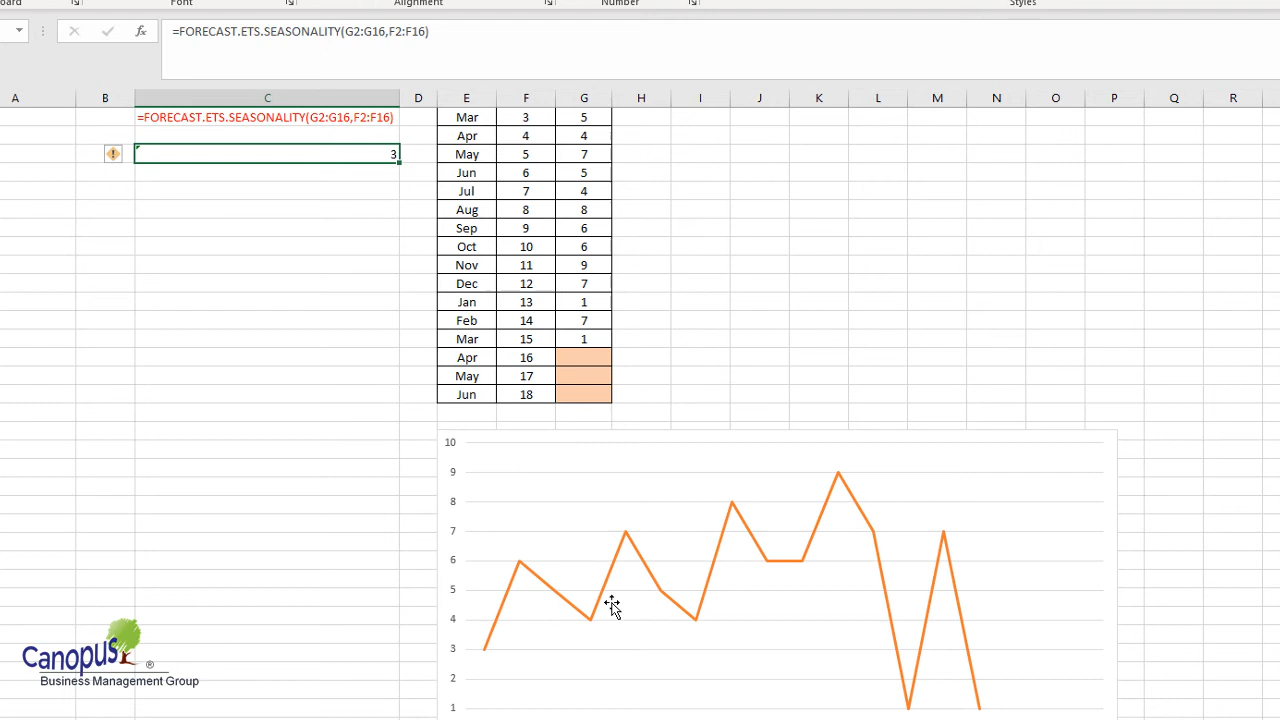 oard Font Alignment Number Styles
=FORECAST.ETS.SEASONALITY(G2:G16,F2:F16)
A B C D E F G H I J K L M N O P Q R
=FORECAST.ETS.SEASONALITY(G2:G16,F2:F16) Mar 3 5
Apr 4 4
3 May 5 7
Jun 6 5
Jul 7 4
Aug 8 8
Sep 9 6
Oct 10 6
Nov 11 9
Dec 12 7
Jan 13 1
Feb 14 7
Mar 15 1
Apr 16
May 17
Jun 18
10
9
8
7
6
5
4
3
2
1
Canopus ®
Business Management Group